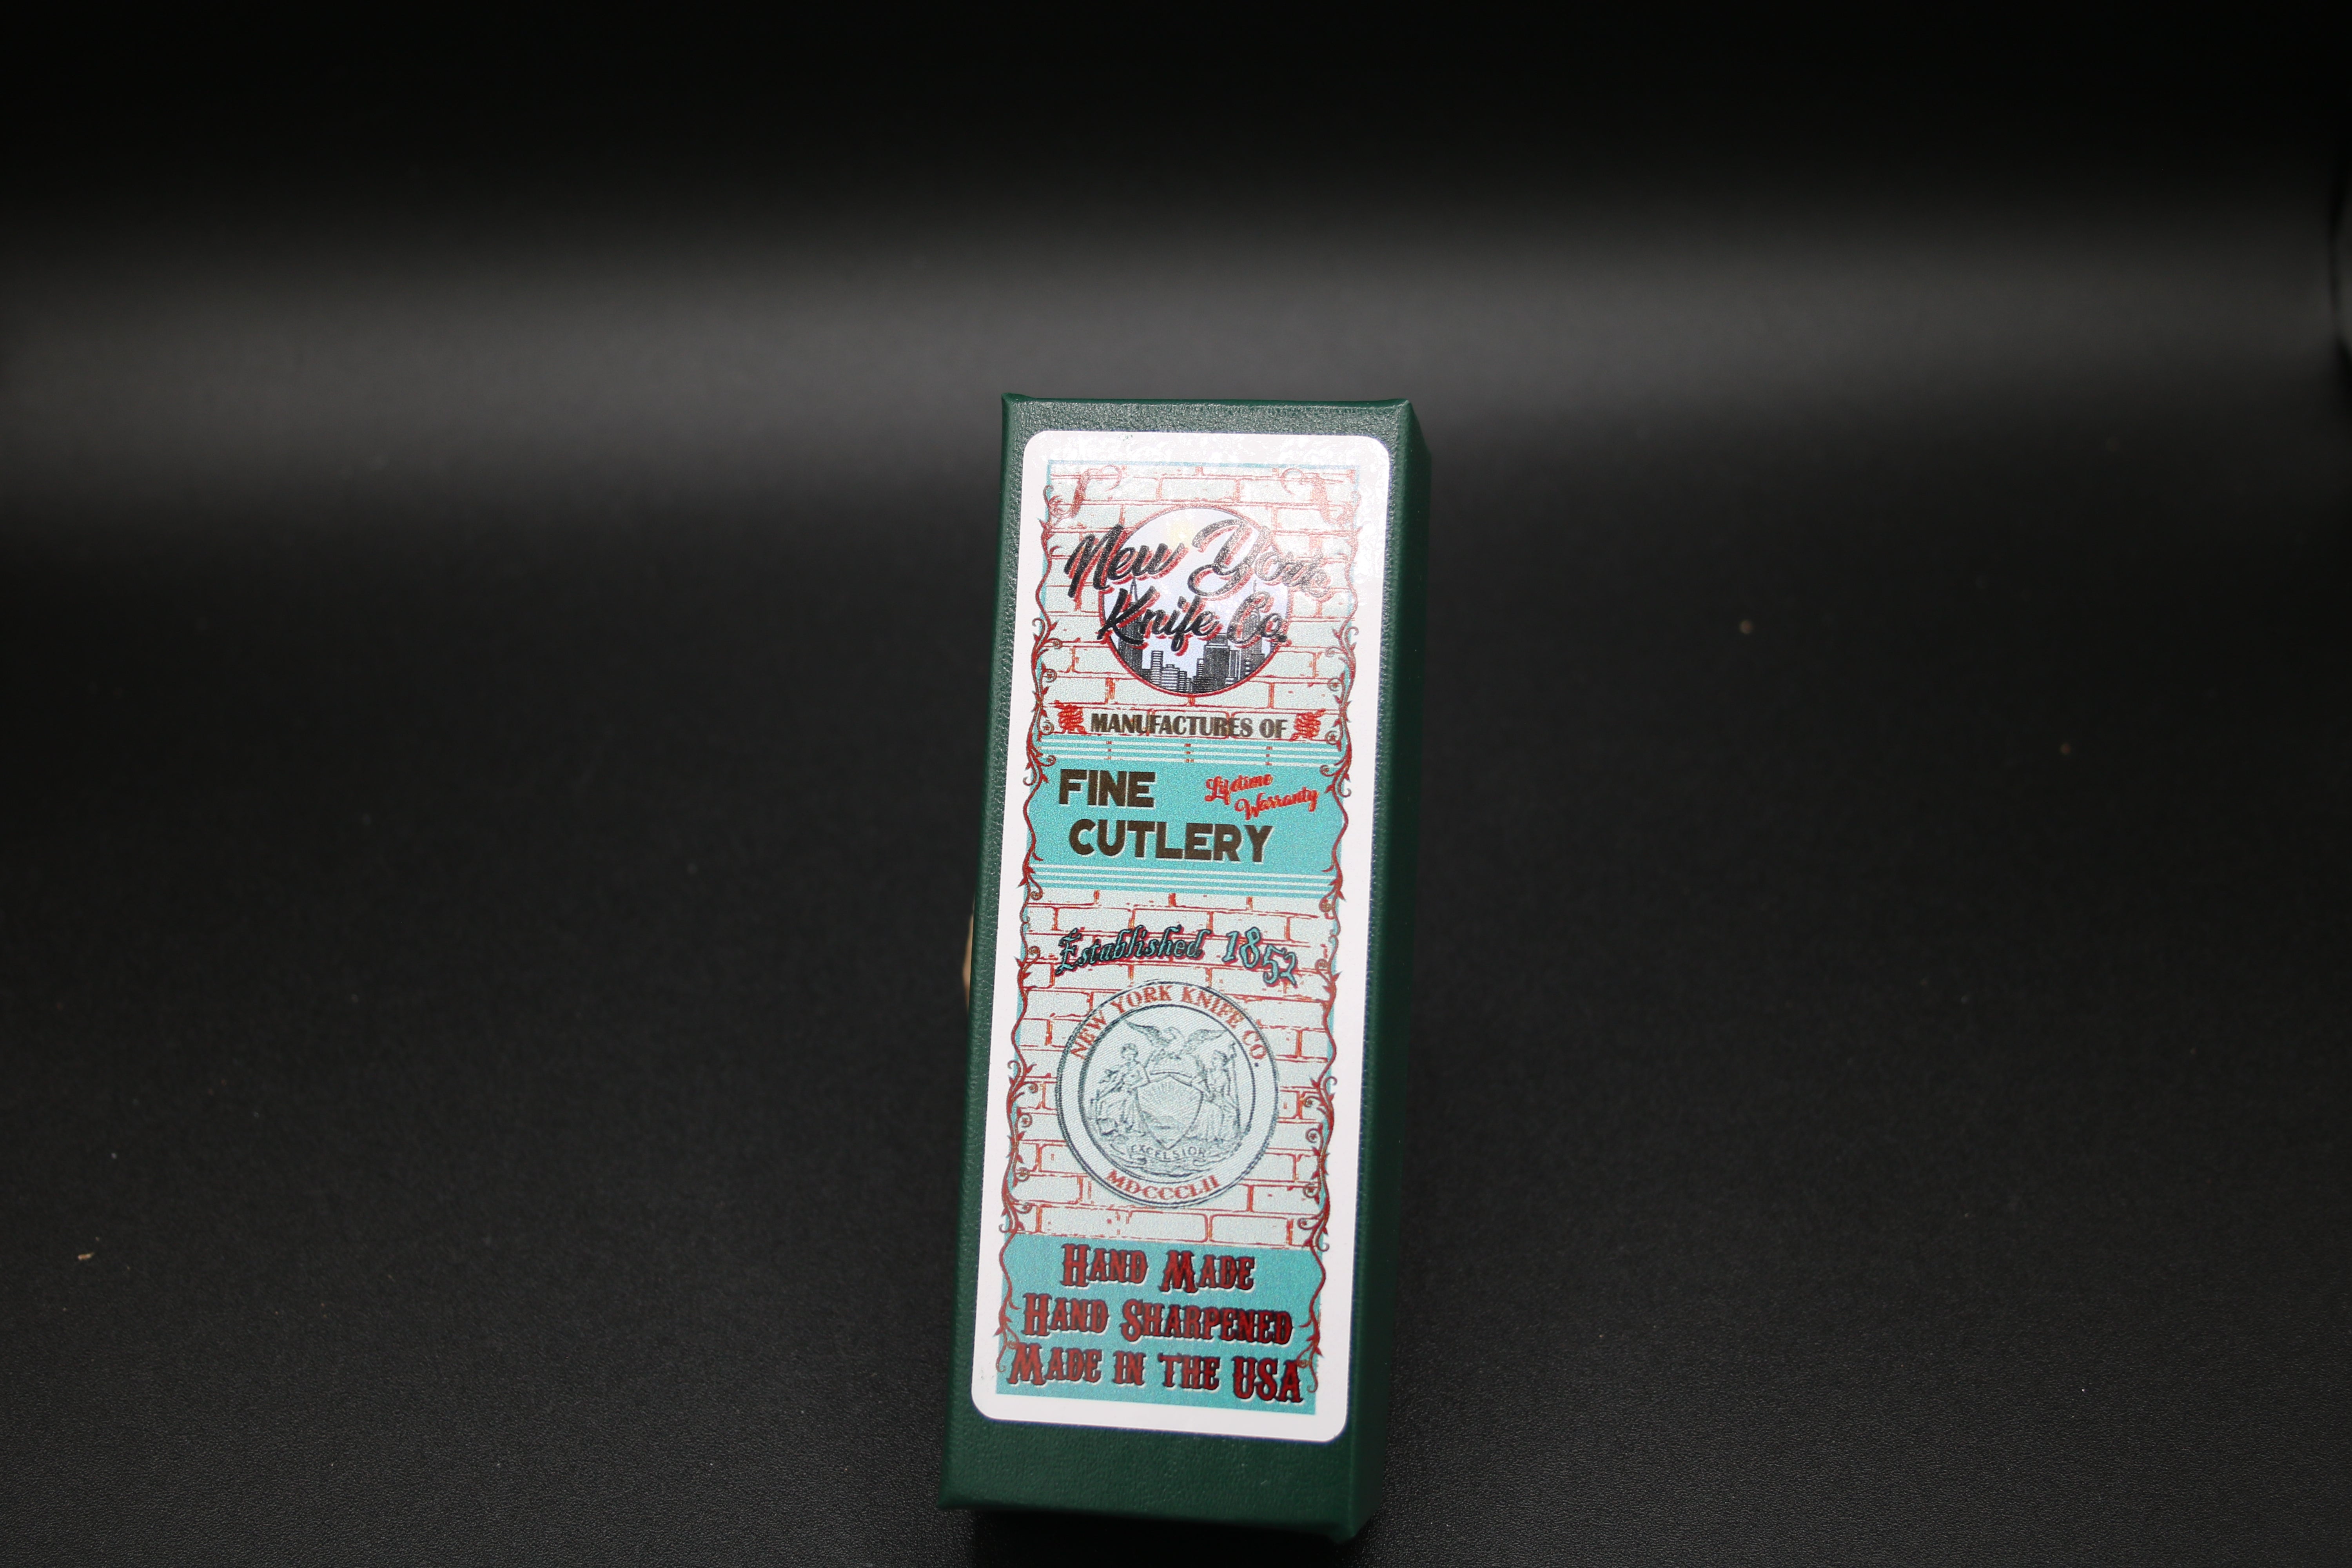 New York
Knife Co.
MANUFACTURES OF
FINE
CUTLERY
Lifetime
Warranty
Established 1852
NEW YORK KNIFE CO.
EXCELSIOR
MDCCCLII
HAND MADE
HAND SHARPENED
MADE IN THE USA